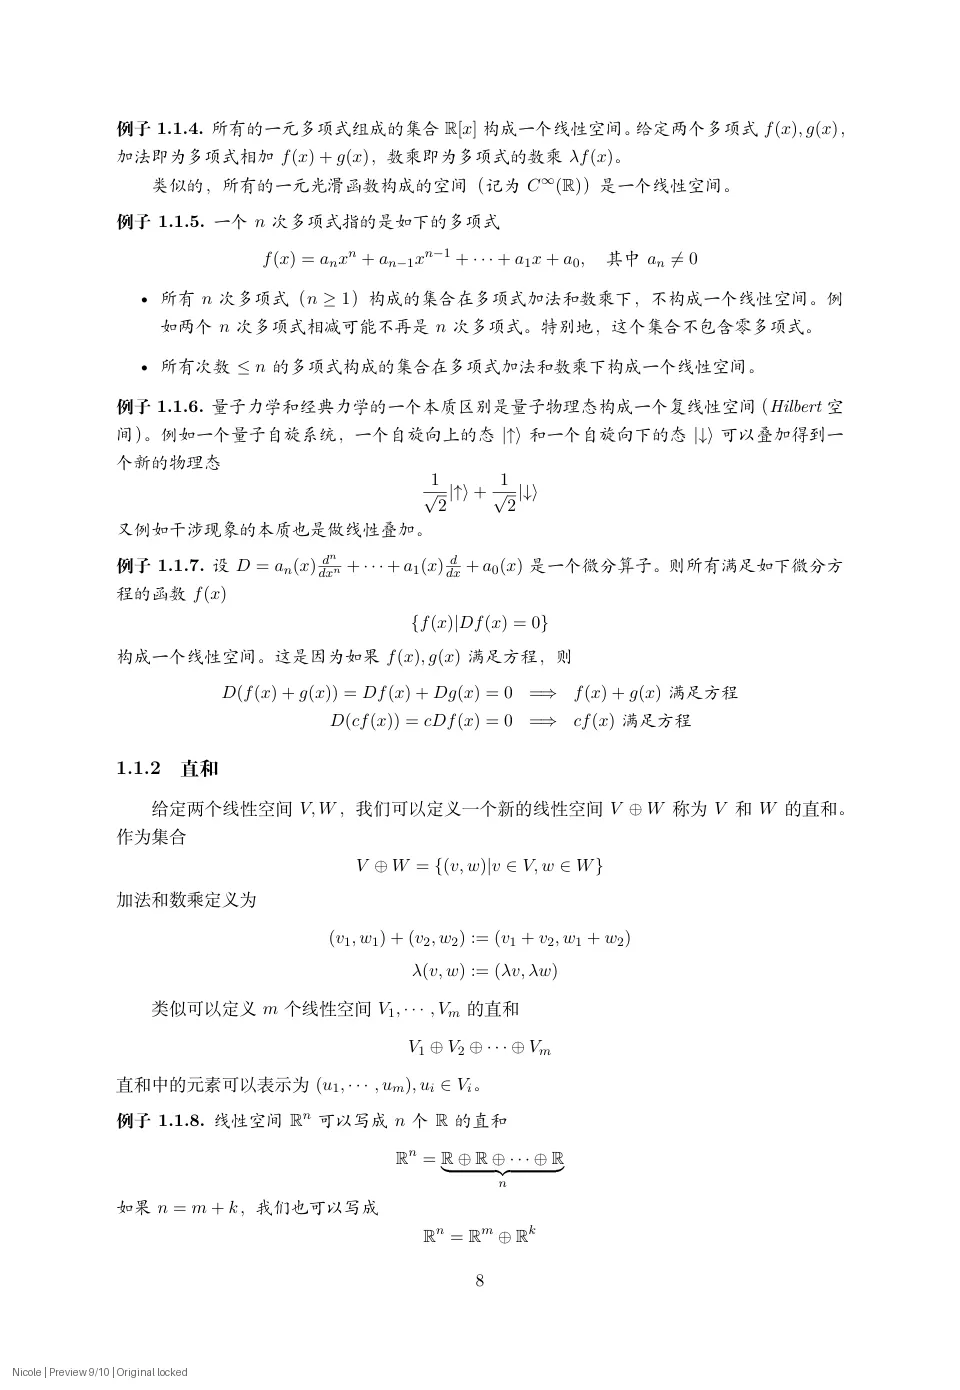 例子 1.1.4. 所有的一元多项式组成的集合 ℝ[x] 构成一个线性空间。给定两个多项式 f(x), g(x)，
加法即为多项式相加 f(x) + g(x)，数乘即为多项式的数乘 λf(x)。
类似的，所有的一元光滑函数构成的空间（记为 C^∞(ℝ)）是一个线性空间。
例子 1.1.5. 一个 n 次多项式指的是如下的多项式
f(x) = a_n x^n + a_{n−1} x^{n−1} + ··· + a_1 x + a_0, 其中 a_n ≠ 0
• 所有 n 次多项式（n ≥ 1）构成的集合在多项式加法和数乘下，不构成一个线性空间。例
如两个 n 次多项式相减可能不再是 n 次多项式。特别地，这个集合不包含零多项式。
• 所有次数 ≤ n 的多项式构成的集合在多项式加法和数乘下构成一个线性空间。
例子 1.1.6. 量子力学和经典力学的一个本质区别是量子物理态构成一个复线性空间（Hilbert 空
间）。例如一个量子自旋系统，一个自旋向上的态 |↑⟩ 和一个自旋向下的态 |↓⟩ 可以叠加得到一
个新的物理态
\frac{1}{√2}|↑⟩ + \frac{1}{√2}|↓⟩
又例如干涉现象的本质也是做线性叠加。
例子 1.1.7. 设 D = a_n(x) \frac{d^n}{dx^n} + ··· + a_1(x) \frac{d}{dx} + a_0(x) 是一个微分算子。则所有满足如下微分方
程的函数 f(x)
{f(x)|Df(x) = 0}
构成一个线性空间。这是因为如果 f(x), g(x) 满足方程，则
D(f(x) + g(x)) = Df(x) + Dg(x) = 0 ⟹ f(x) + g(x) 满足方程
D(cf(x)) = cDf(x) = 0 ⟹ cf(x) 满足方程
1.1.2 直和
给定两个线性空间 V, W，我们可以定义一个新的线性空间 V ⊕ W 称为 V 和 W 的直和。
作为集合
V ⊕ W = {(v, w)|v ∈ V, w ∈ W}
加法和数乘定义为
(v_1, w_1) + (v_2, w_2) := (v_1 + v_2, w_1 + w_2)
λ(v, w) := (λv, λw)
类似可以定义 m 个线性空间 V_1, ··· , V_m 的直和
V_1 ⊕ V_2 ⊕ ··· ⊕ V_m
直和中的元素可以表示为 (u_1, ··· , u_m), u_i ∈ V_i。
例子 1.1.8. 线性空间 ℝ^n 可以写成 n 个 ℝ 的直和
ℝ^n = ℝ ⊕ ℝ ⊕ ··· ⊕ ℝ
n
如果 n = m + k，我们也可以写成
ℝ^n = ℝ^m ⊕ ℝ^k
8
Nicole | Preview 9/10 | Original locked